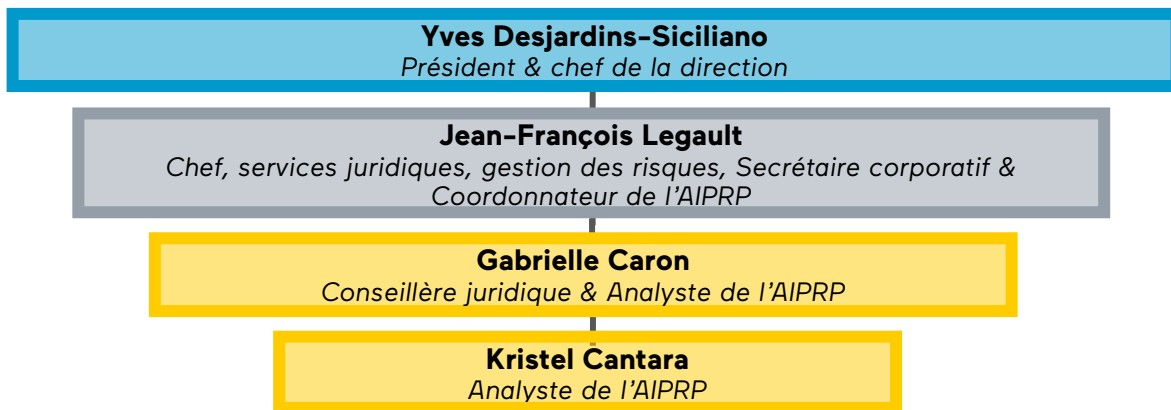 Yves Desjardins-Siciliano
Président & chef de la direction
Jean-François Legault
Chef, services juridiques, gestion des risques, Secrétaire corporatif &
Coordonnateur de l'AIPRP
Gabrielle Caron
Conseillère juridique & Analyste de l'AIPRP
Kristel Cantara
Analyste de l'AIPRP